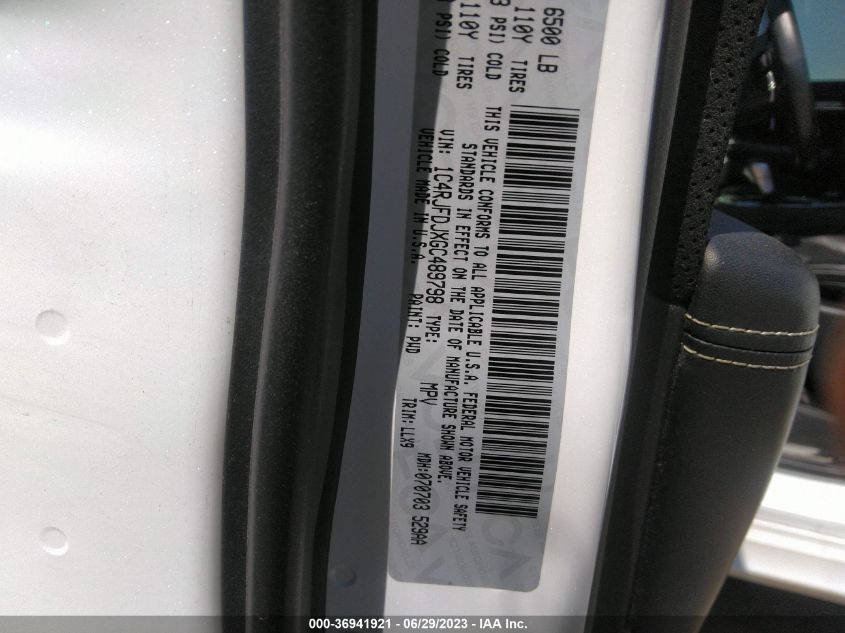 6500 LB
110Y TIRES
PSI) COLD
110Y TIRES
PSI) COLD
THIS VEHICLE CONFORMS TO ALL APPLICABLE U.S.A. FEDERAL MOTOR VEHICLE SAFETY
STANDARDS IN EFFECT ON THE DATE OF MANUFACTURE SHOWN ABOVE.
VIN: 1C4RJFDJXGC489798 TYPE: MPV MDH:070703 529AA
VEHICLE MADE IN U.S.A. PAINT: PWD TRIM:LLX9
000-36941921 / 06/29/2023 - IAA Inc.